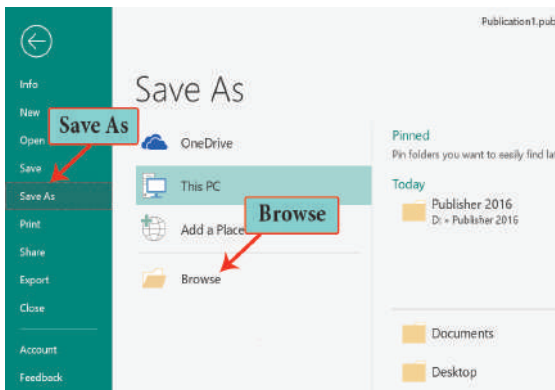 Publication1.pub
Info
New
Open
Save
Save As
Print
Share
Export
Close
Account
Feedback
Save As
Save As
OneDrive
This PC
Add a Place
Browse
Browse
Pinned
Pin folders you want to easily find
Today
Publisher 2016
D: » Publisher 2016
Documents
Desktop